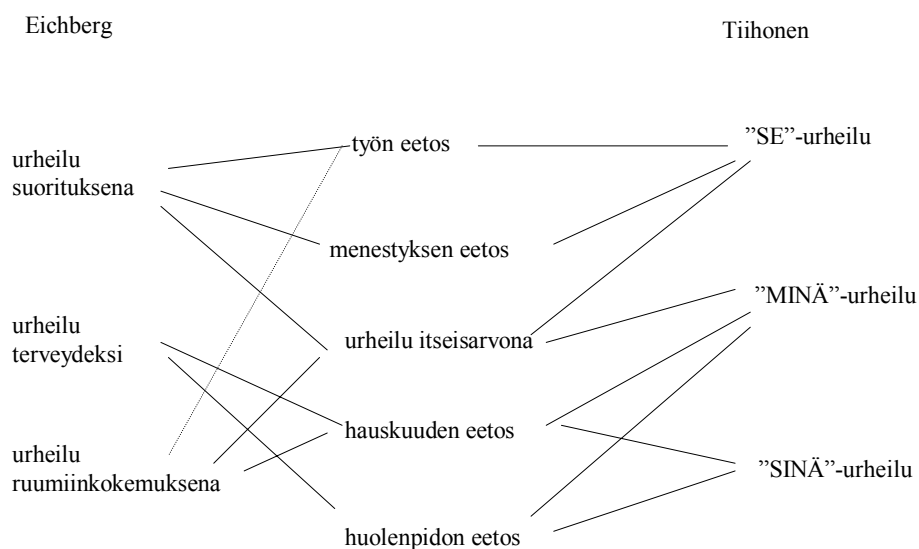 Eichberg
Tiihonen
urheilu
suorituksena
urheilu
terveydeksi
urheilu
ruumiinkokemuksena
työn eetos
menestyksen eetos
urheilu itseisarvona
hauskuuden eetos
huolenpidon eetos
”SE”-urheilu
”MINÄ”-urheilu
”SINÄ”-urheilu